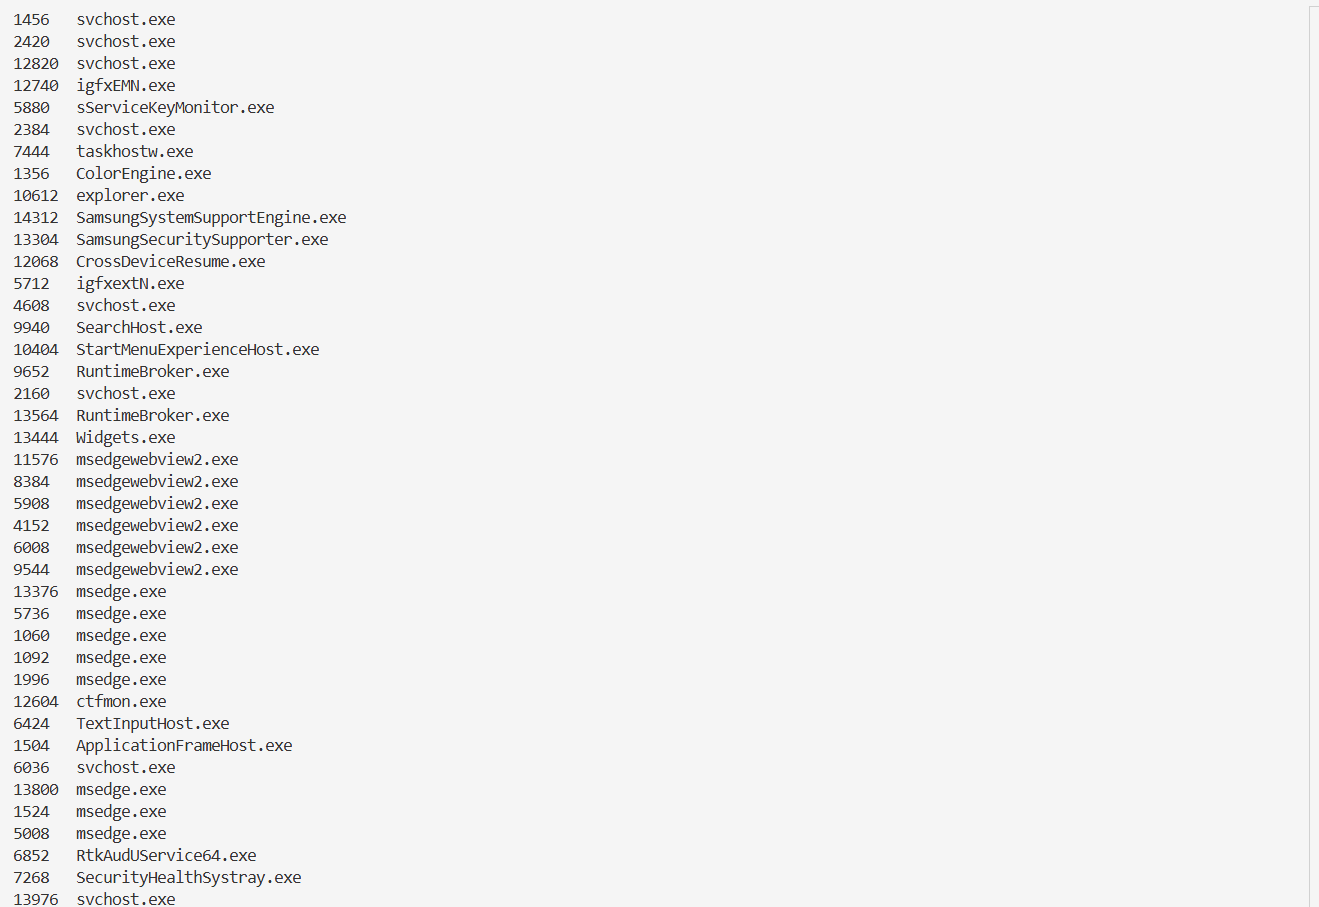 1456 svchost.exe
2420 svchost.exe
12820 svchost.exe
12740 igfxEMN.exe
5880 sServiceKeyMonitor.exe
2384 svchost.exe
7444 taskhostw.exe
1356 ColorEngine.exe
10612 explorer.exe
14312 SamsungSystemSupportEngine.exe
13304 SamsungSecuritySupporter.exe
12068 CrossDeviceResume.exe
5712 igfxextN.exe
4608 svchost.exe
9940 SearchHost.exe
10404 StartMenuExperienceHost.exe
9652 RuntimeBroker.exe
2160 svchost.exe
13564 RuntimeBroker.exe
13444 Widgets.exe
11576 msedgewebview2.exe
8384 msedgewebview2.exe
5908 msedgewebview2.exe
4152 msedgewebview2.exe
6008 msedgewebview2.exe
9544 msedgewebview2.exe
13376 msedge.exe
5736 msedge.exe
1060 msedge.exe
1092 msedge.exe
1996 msedge.exe
12604 ctfmon.exe
6424 TextInputHost.exe
1504 ApplicationFrameHost.exe
6036 svchost.exe
13800 msedge.exe
1524 msedge.exe
5008 msedge.exe
6852 RtkAudUService64.exe
7268 SecurityHealthSystray.exe
13976 svchost.exe